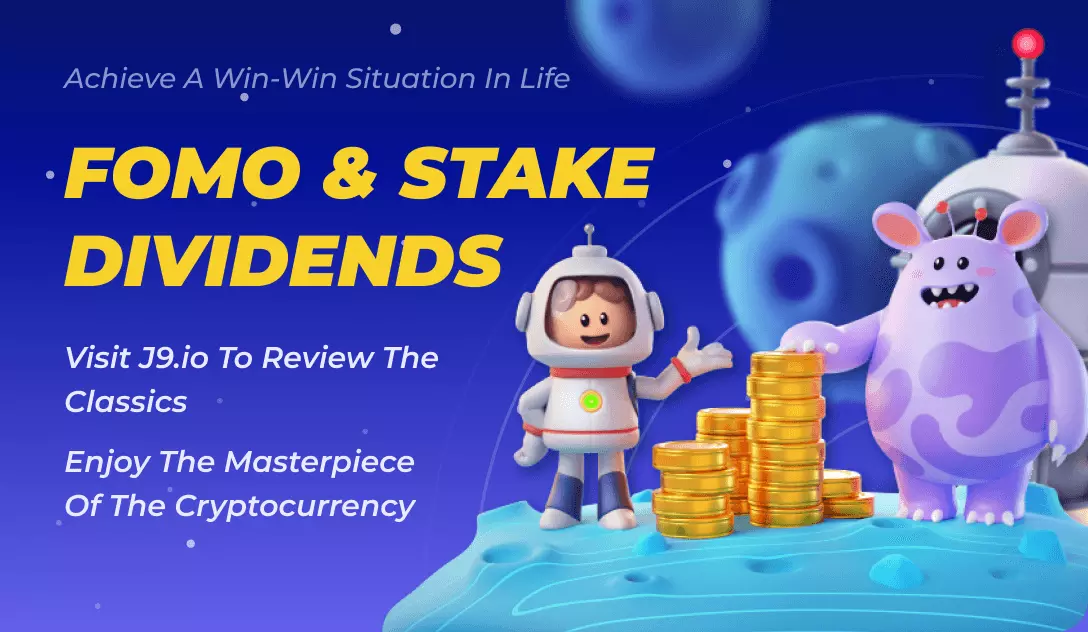 Achieve A Win-Win Situation In Life
FOMO & STAKE
DIVIDENDS
Visit J9.io To Review The
Classics
Enjoy The Masterpiece
Of The Cryptocurrency